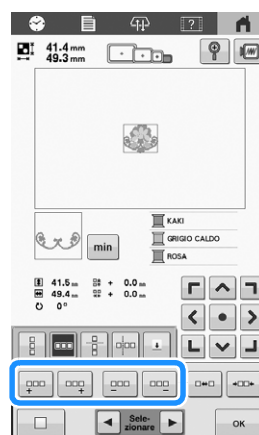 41.4 mm
49.3 mm
KAKI
GRIGIO CALDO
ROSA
min
41.5 mm + 0.0 mm
49.4 mm + 0.0 mm
0°
Sele-
zionare
OK